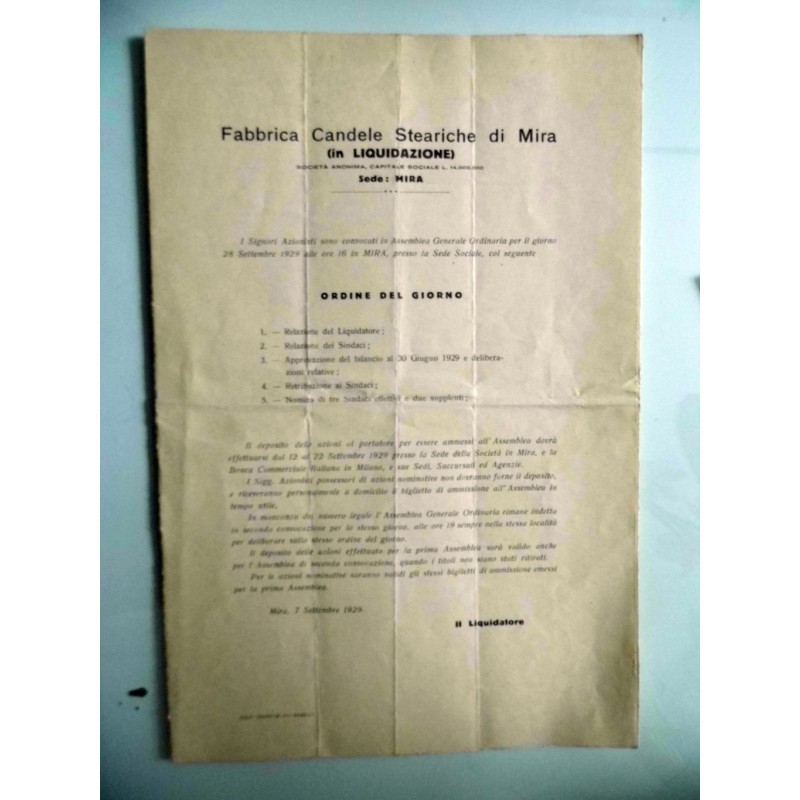 Fabbrica Candele Steariche di Mira
(in LIQUIDAZIONE)
SOCIETÀ ANONIMA, CAPITALE SOCIALE L. 14.000.000
Sede: MIRA
I Signori Azionisti sono convocati in Assemblea Generale Ordinaria per il giorno
28 Settembre 1929 alle ore 16 in MIRA, presso la Sede Sociale, col seguente
ORDINE DEL GIORNO
1. — Relazione del Liquidatore;
2. — Relazione dei Sindaci;
3. — Approvazione del bilancio al 30 Giugno 1929 e delibera-
zioni relative;
4. — Retribuzione ai Sindaci;
5. — Nomina di tre Sindaci effettivi e due supplenti;
Il deposito delle azioni al portatore per essere ammessi all'Assemblea dovrà
effettuarsi dal 12 al 22 Settembre 1929 presso la Sede della Società in Mira, e la
Banca Commerciale Italiana in Milano, e sue Sedi, Succursali ed Agenzie.
I Sigg. Azionisti possessori di azioni nominative non dovranno farne il deposito,
e riceveranno personalmente a domicilio il biglietto di ammissione all'Assemblea in
tempo utile.
In mancanza del numero legale l'Assemblea Generale Ordinaria rimane indetta
in seconda convocazione per lo stesso giorno, alle ore 19 sempre nella stessa località
per deliberare sullo stesso ordine del giorno.
Il deposito delle azioni effettuato per la prima Assemblea sarà valido anche
per l'Assemblea di seconda convocazione, quando i titoli non siano stati ritirati.
Per le azioni nominative saranno validi gli stessi biglietti di ammissione emessi
per la prima Assemblea.
Mira, 7 Settembre 1929
Il Liquidatore